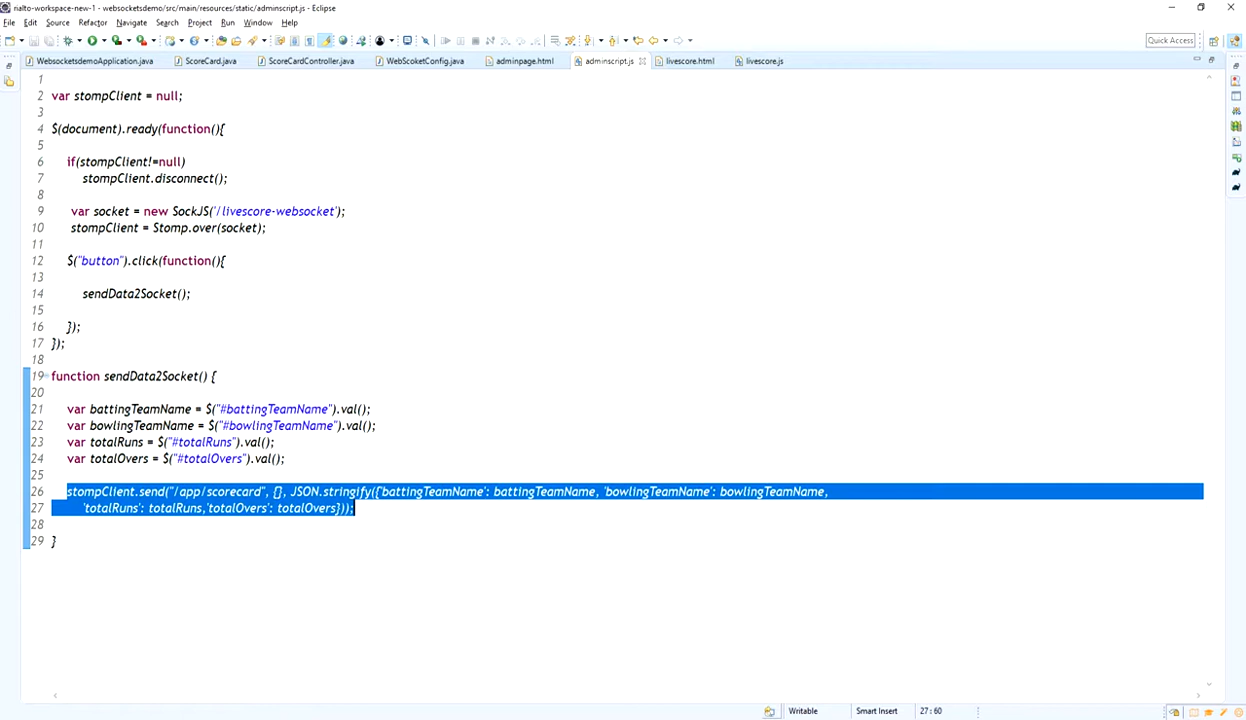 nalto-workspace-new-1 - websocketsdemo/src/main/resources/static/adminscript.js - Eclipse
File Edit Source Refactor Navigate Search Project Run Window Help
Quick Access
WebsocketsdemoApplication.java ScoreCard.java ScoreCardController.java WebScoketConfig.java adminpage.html adminscript.js livescore.html livescore.js
1
2 var stompClient = null;
3
4 $(document).ready(function(){
5
6 if(stompClient!=null)
7 stompClient.disconnect();
8
9 var socket = new SockJS('/livescore-websocket');
10 stompClient = Stomp.over(socket);
11
12 $("button").click(function(){
13
14 sendData2Socket();
15
16 });
17 });
18
19 function sendData2Socket() {
20
21 var battingTeamName = $("#battingTeamName").val();
22 var bowlingTeamName = $("#bowlingTeamName").val();
23 var totalRuns = $("#totalRuns").val();
24 var totalOvers = $("#totalOvers").val();
25
26 stompClient.send("/app/scorecard", {}, JSON.stringify({'battingTeamName': battingTeamName, 'bowlingTeamName': bowlingTeamName,
27 'totalRuns': totalRuns,'totalOvers': totalOvers}));
28
29 }
Writable Smart Insert 27 : 60